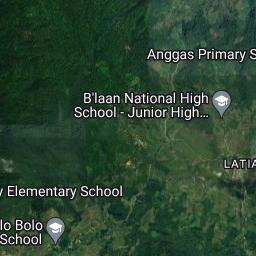 Anggas Primary S
B'laan National High
School - Junior High...
LATIA
y Elementary School
lo Bolo
School